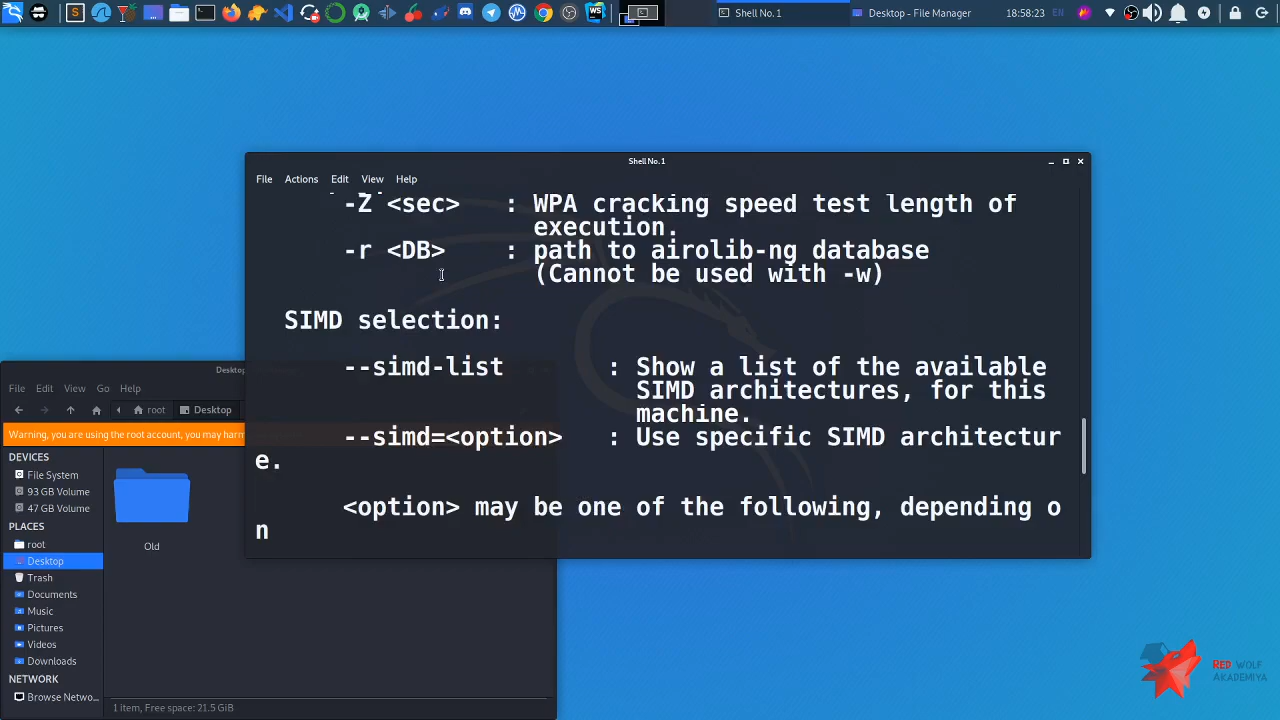 Shell No. 1
Desktop - File Manager
18:58:23
EN
Shell No. 1
File Actions Edit View Help
-Z <sec> : WPA cracking speed test length of
execution.
-r <DB> : path to airolib-ng database
(Cannot be used with -w)
SIMD selection:
--simd-list : Show a list of the available
SIMD architectures, for this
machine.
--simd=<option> : Use specific SIMD architectur
e.
<option> may be one of the following, depending o
n
Desktop
File Edit View Go Help
root
Desktop
Warning, you are using the root account, you may harm
DEVICES
File System
93 GB Volume
47 GB Volume
PLACES
root
Desktop
Trash
Documents
Music
Pictures
Videos
Downloads
NETWORK
Browse Netwo...
Old
1 item, Free space: 21.5 GiB
RED WOLF
AKADEMIYA